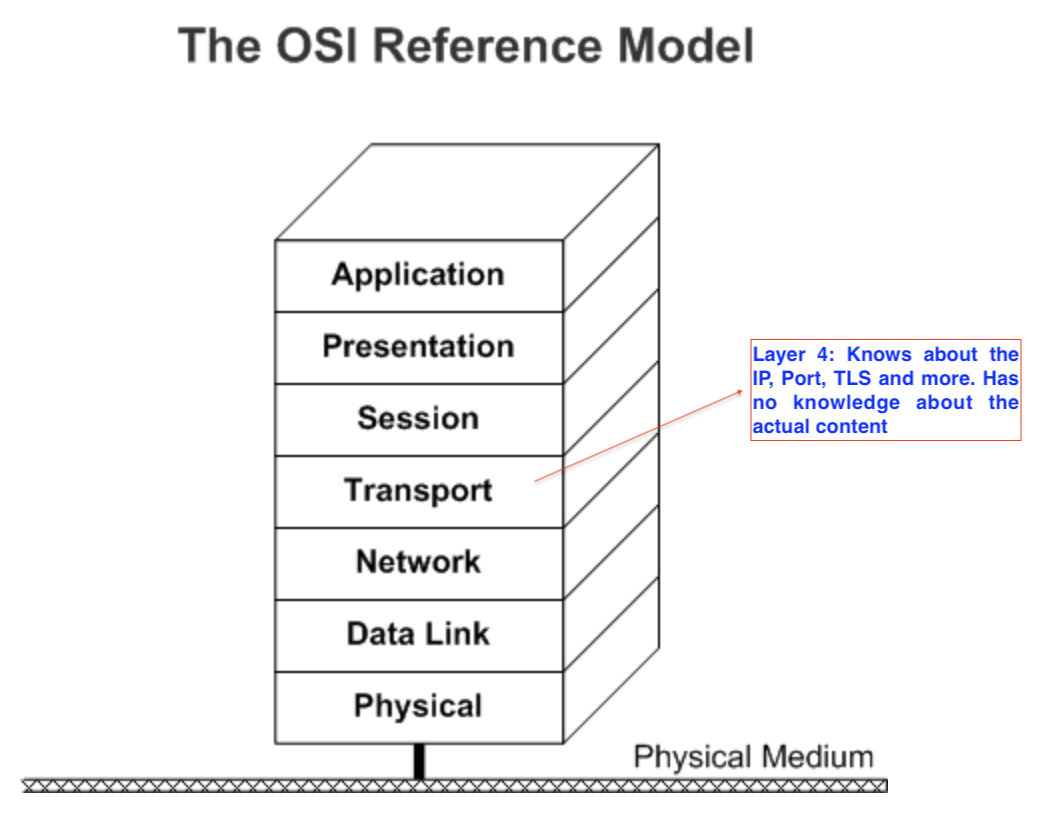 The OSI Reference Model
Application
Presentation
Session
Transport
Network
Data Link
Physical
Layer 4: Knows about the
IP, Port, TLS and more. Has
no knowledge about the
actual content
Physical Medium